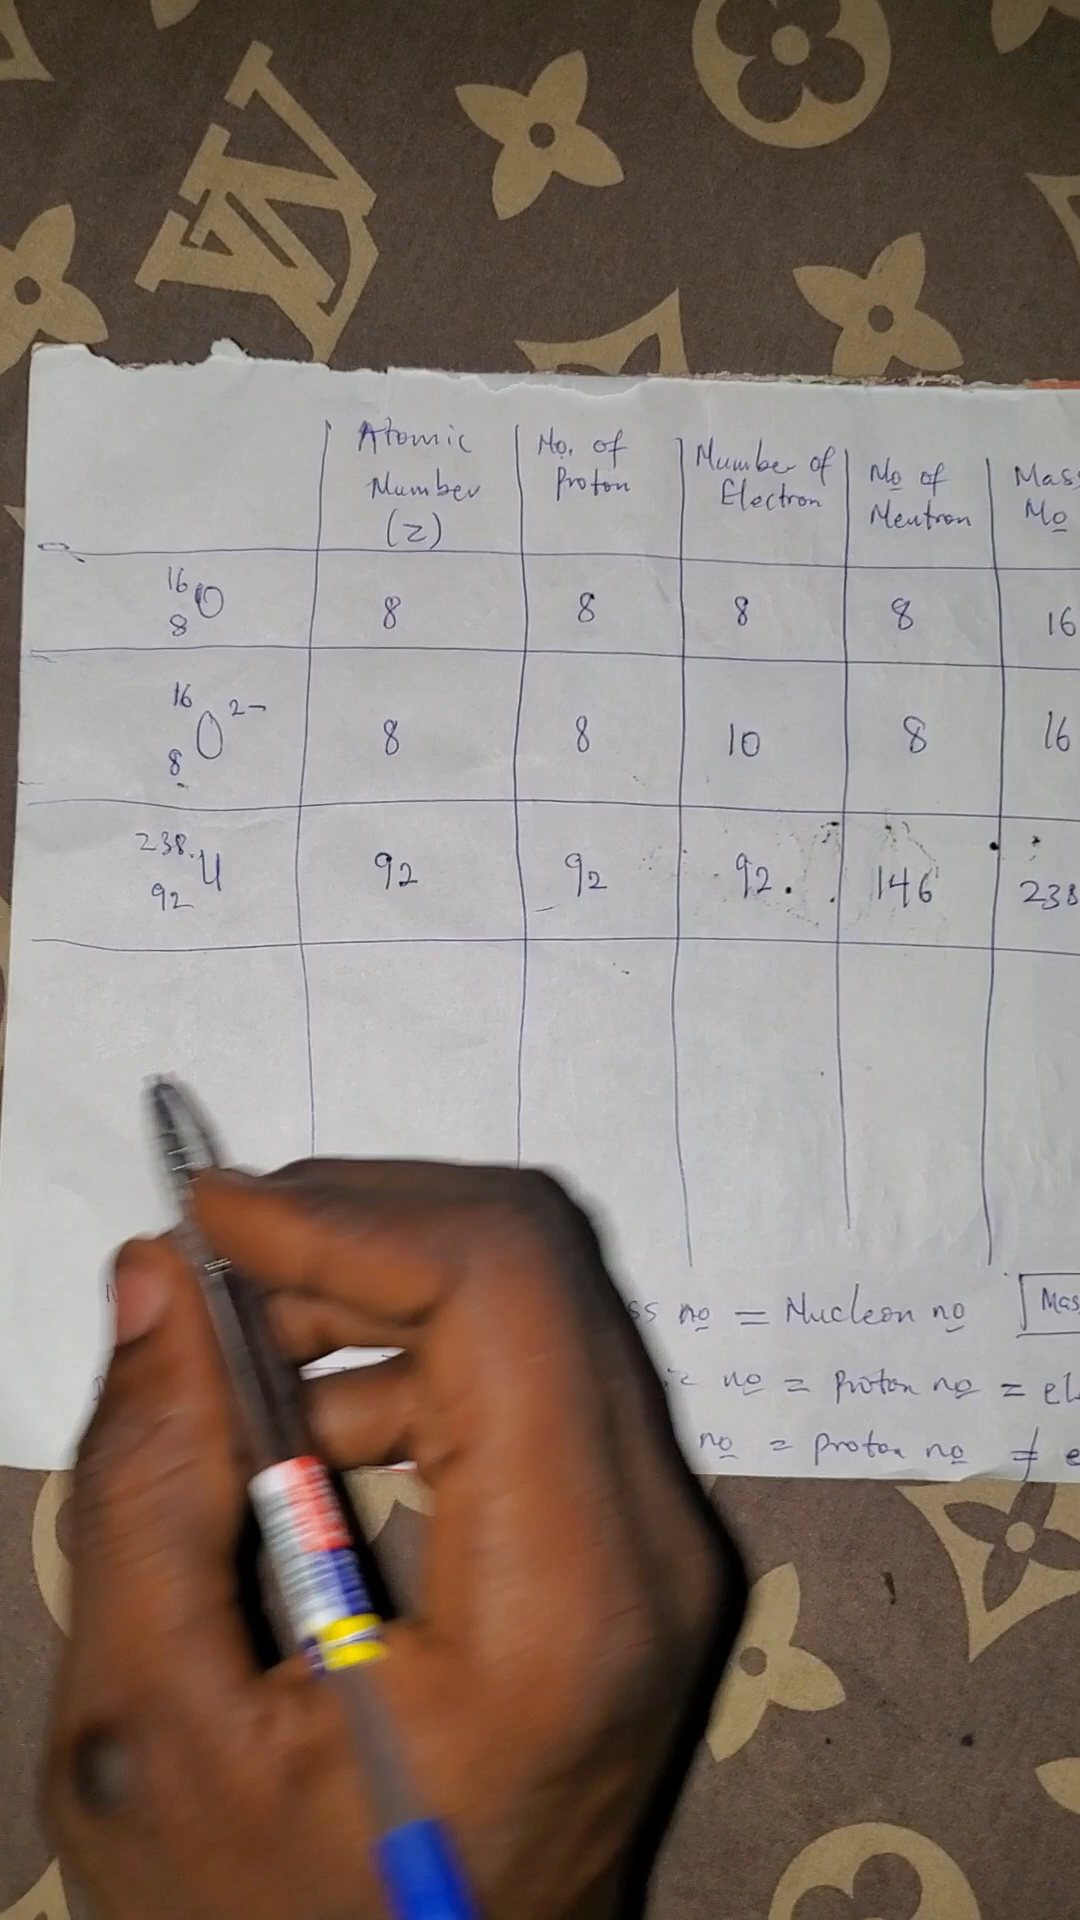 Atomic Number (Z)
No. of Proton
Number of Electron
No of Neutron
Mass No
16 8 O 8 8 8 8 16
16 8 O 2- 8 8 10 8 16
238 92 U 92 92 92 146 238
ss no = Nucleon no Mas
no = proton no = el
no = proton no ≠ e